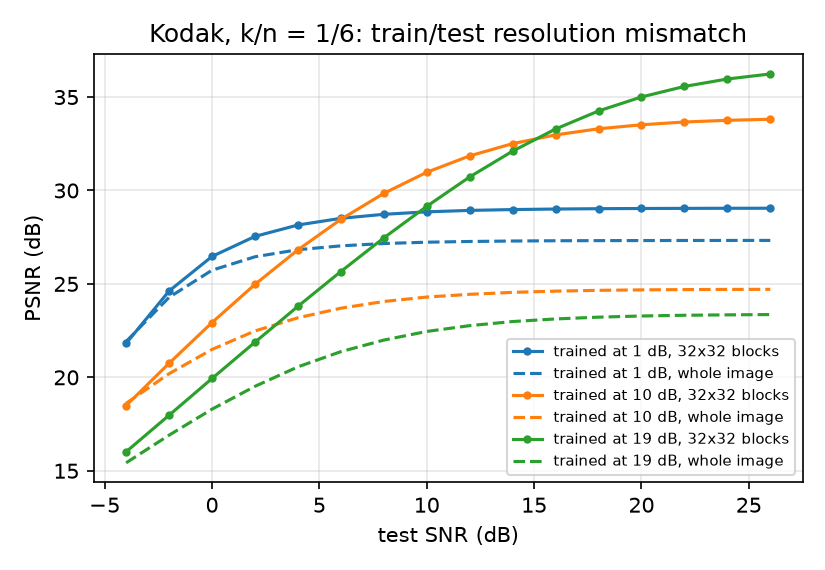 Kodak, k/n = 1/6: train/test resolution mismatch
PSNR (dB)
35
30
25
20
15
−5
0
5
10
15
20
25
test SNR (dB)
trained at 1 dB, 32x32 blocks
trained at 1 dB, whole image
trained at 10 dB, 32x32 blocks
trained at 10 dB, whole image
trained at 19 dB, 32x32 blocks
trained at 19 dB, whole image